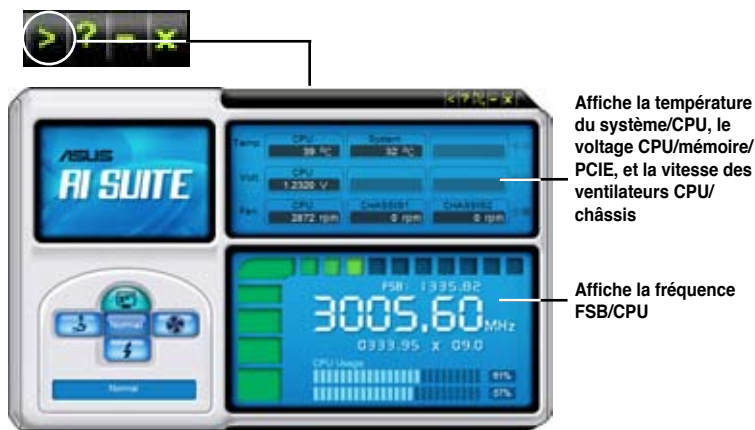 > ? - x
< ? - x
ASUS
AI SUITE
Temp
CPU
39 °C
System
32 °C
Volt
CPU
1.2320 V
Fan
CPU
2872 rpm
CHASSIS1
0 rpm
CHASSIS2
0 rpm
Normal
Normal
FSB: 1335.82
3005.60 MHz
0333.95 x 09.0
CPU Usage
61%
57%
Affiche la température
du système/CPU, le
voltage CPU/mémoire/
PCIE, et la vitesse des
ventilateurs CPU/
châssis
Affiche la fréquence
FSB/CPU